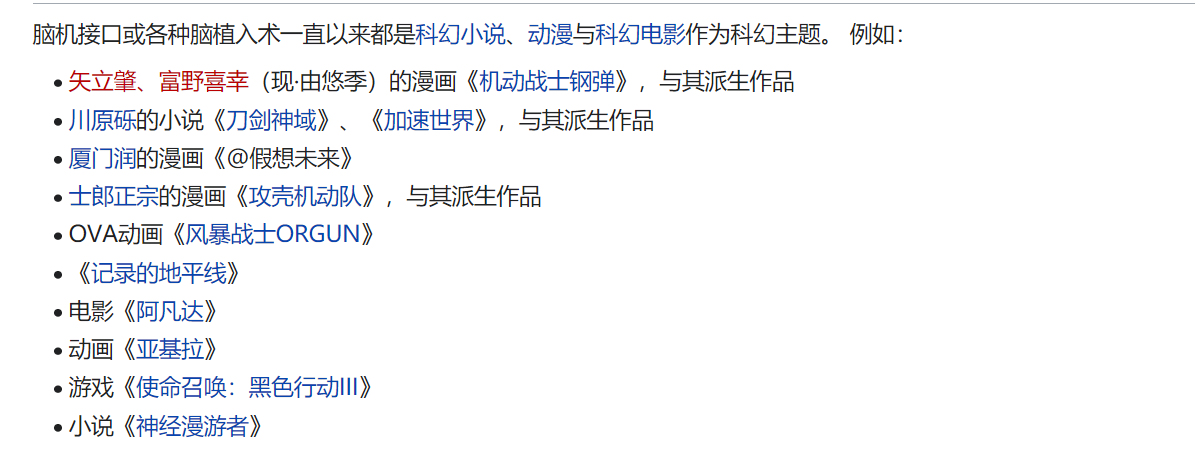 脑机接口或各种脑植入术一直以来都是科幻小说、动漫与科幻电影作为科幻主题。 例如：
• 矢立肇、富野喜幸（现·由悠季）的漫画《机动战士钢弹》，与其派生作品
• 川原砾的小说《刀剑神域》、《加速世界》，与其派生作品
• 厦门润的漫画《@假想未来》
• 士郎正宗的漫画《攻壳机动队》，与其派生作品
• OVA动画《风暴战士ORGUN》
• 《记录的地平线》
• 电影《阿凡达》
• 动画《亚基拉》
• 游戏《使命召唤：黑色行动III》
• 小说《神经漫游者》